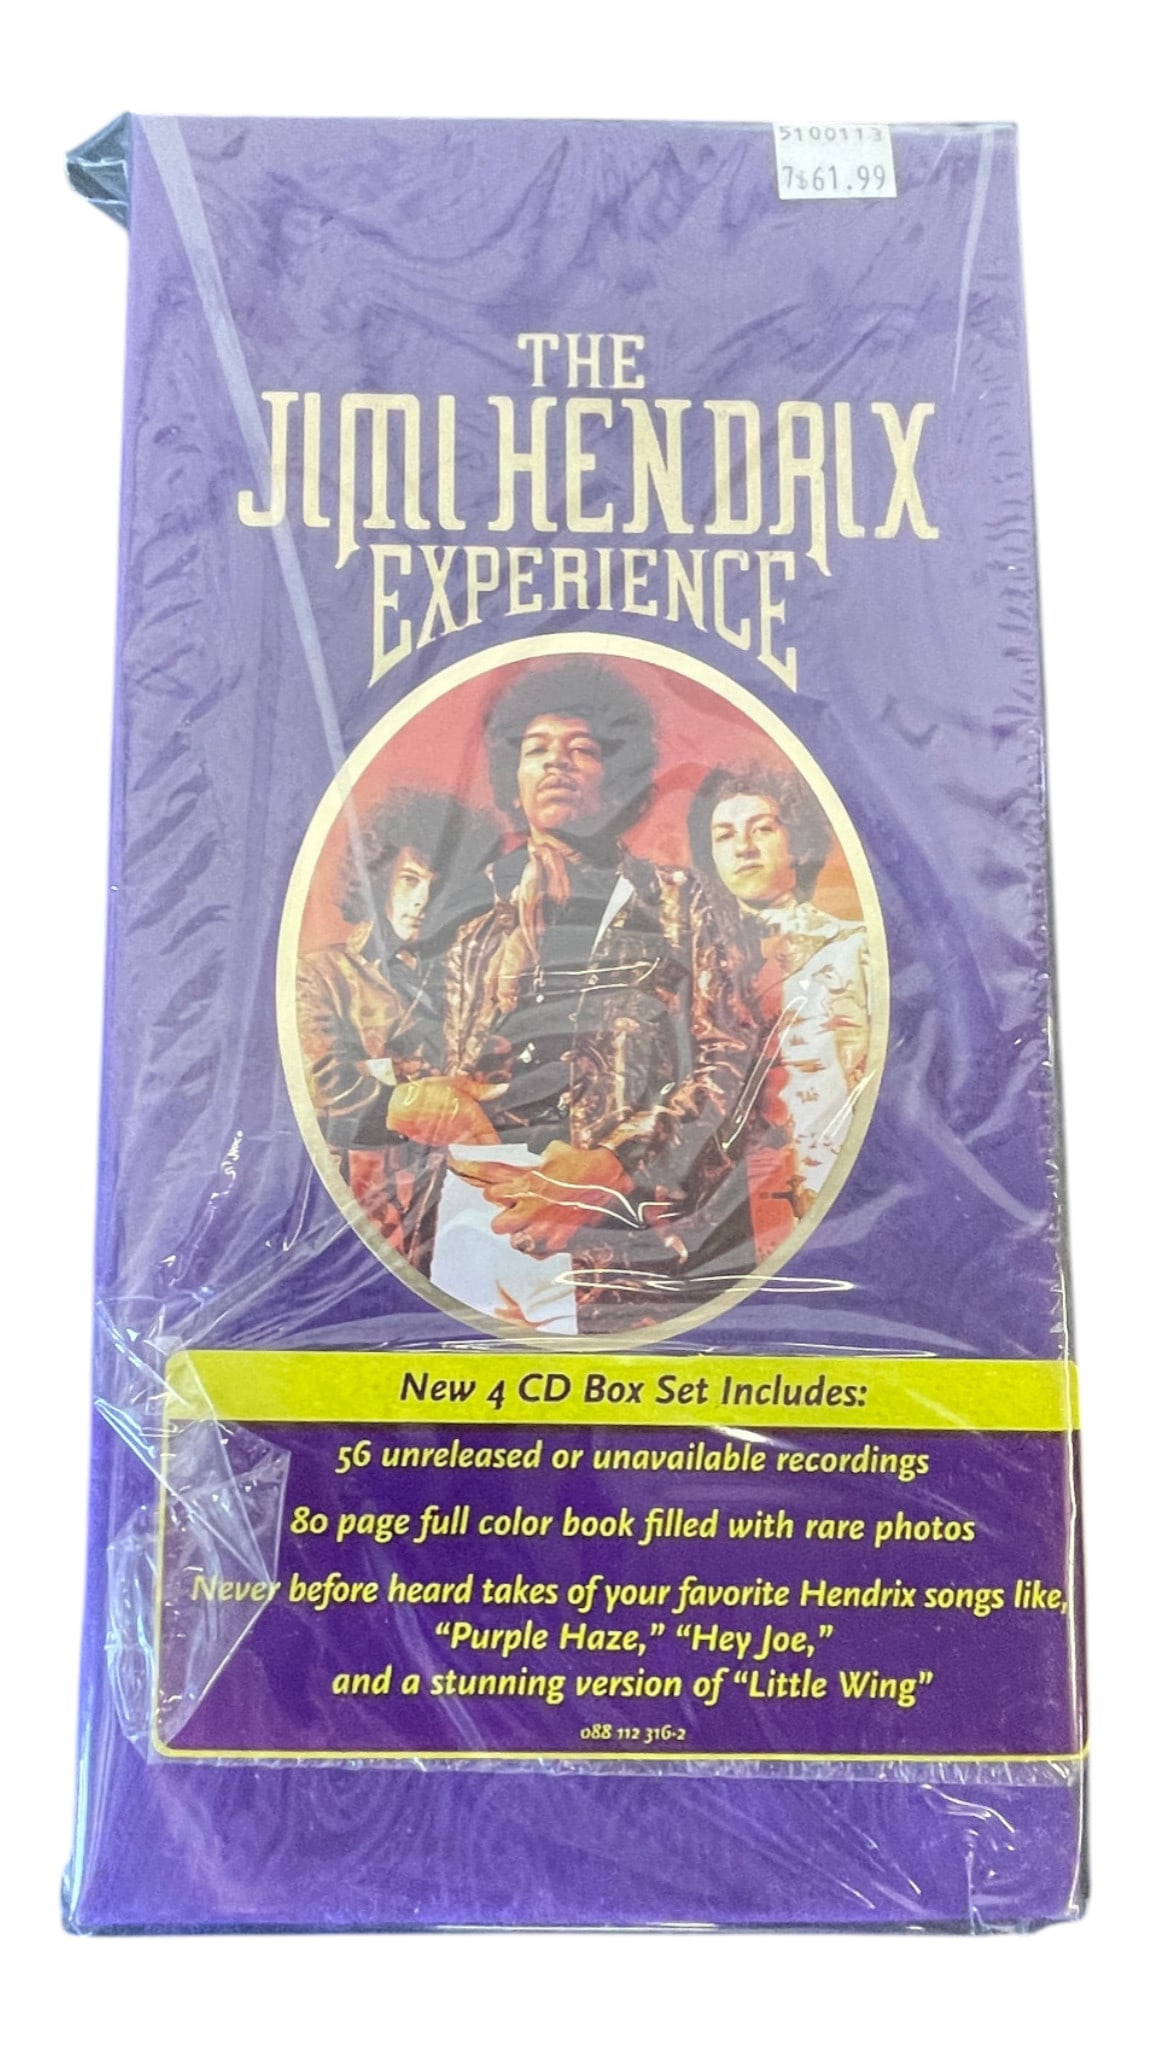 5100113
7$61.99
THE
JIMI HENDRIX
EXPERIENCE
New 4 CD Box Set Includes:
56 unreleased or unavailable recordings
80 page full color book filled with rare photos
Never before heard takes of your favorite Hendrix songs like,
“Purple Haze,” “Hey Joe,”
and a stunning version of “Little Wing”
088 112 316-2